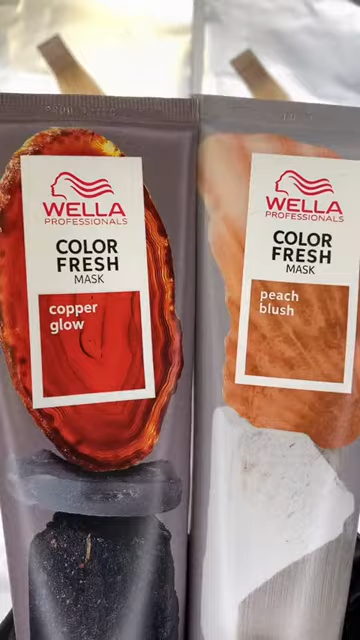 WELLA
PROFESSIONALS
COLOR
FRESH
MASK
copper
glow
WELLA
PROFESSIONALS
COLOR
FRESH
MASK
peach
blush